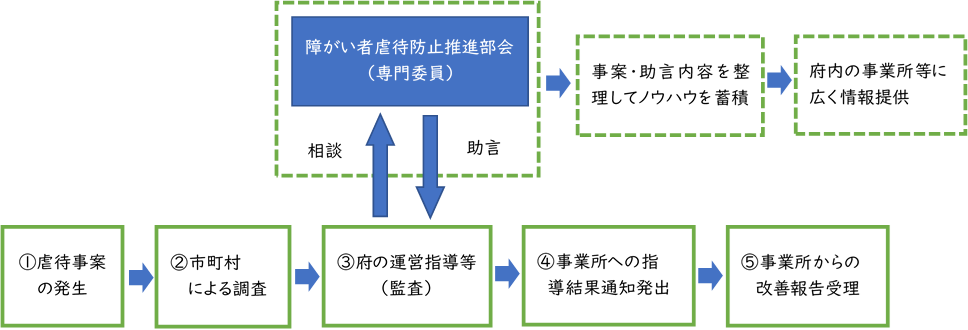 障がい者虐待防止推進部会
（専門委員）
相談
助言
事案・助言内容を整
理してノウハウを蓄積
府内の事業所等に
広く情報提供
①虐待事案
の発生
②市町村
による調査
③府の運営指導等
（監査）
④事業所への指
導結果通知発出
⑤事業所からの
改善報告受理